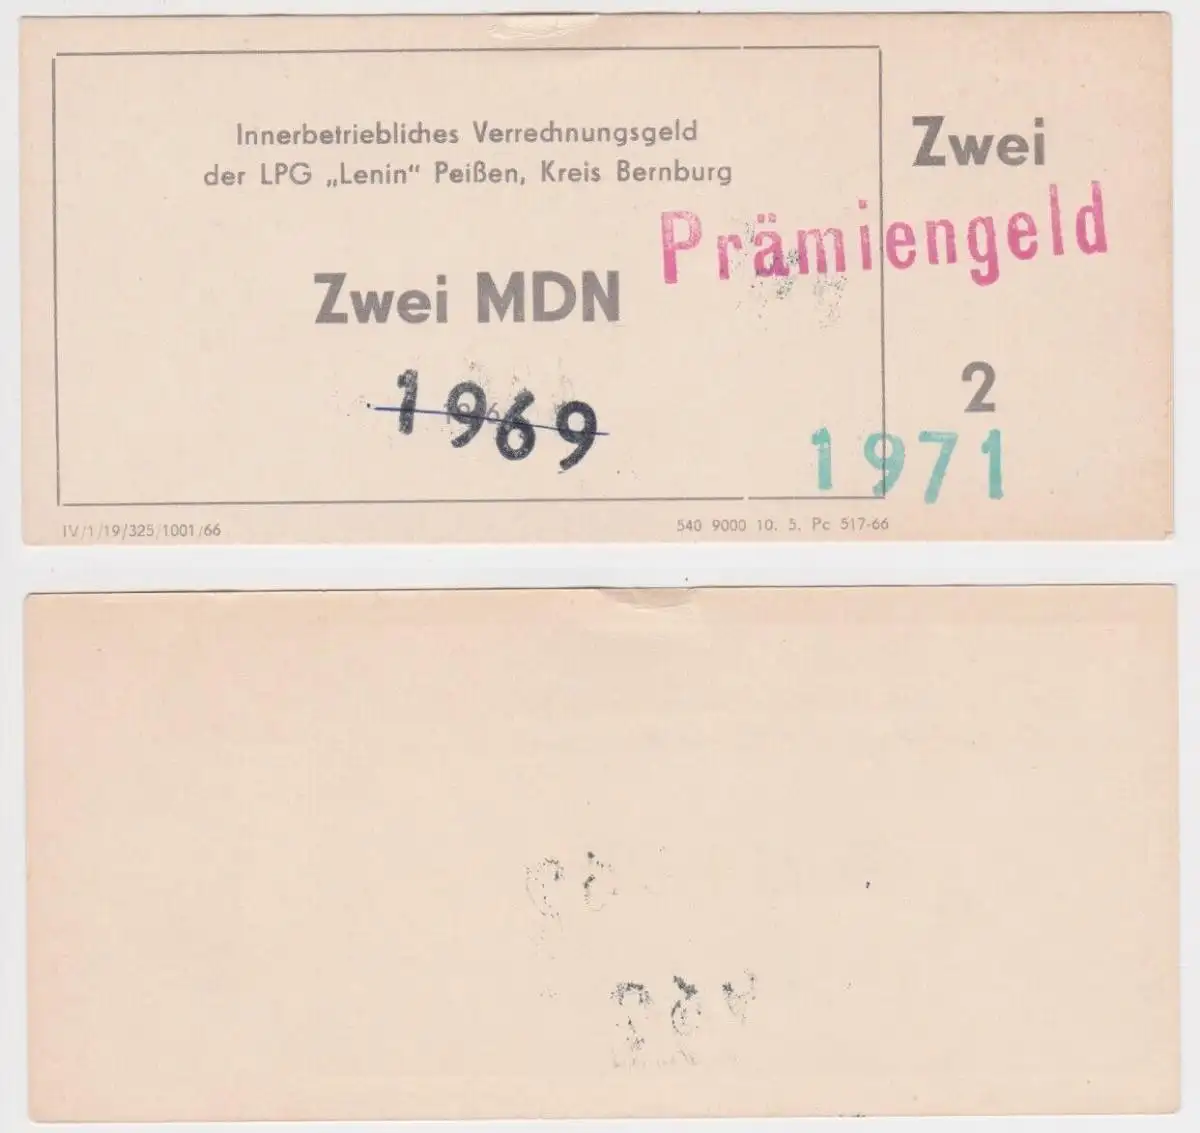 Innerbetriebliches Verrechnungsgeld
der LPG „Lenin“ Peißen, Kreis Bernburg
Zwei MDN
1969
Zwei
Prämiengeld
2
1971
IV/1/19/325/1001/66
540 9000 10. 5. Pc 517-66